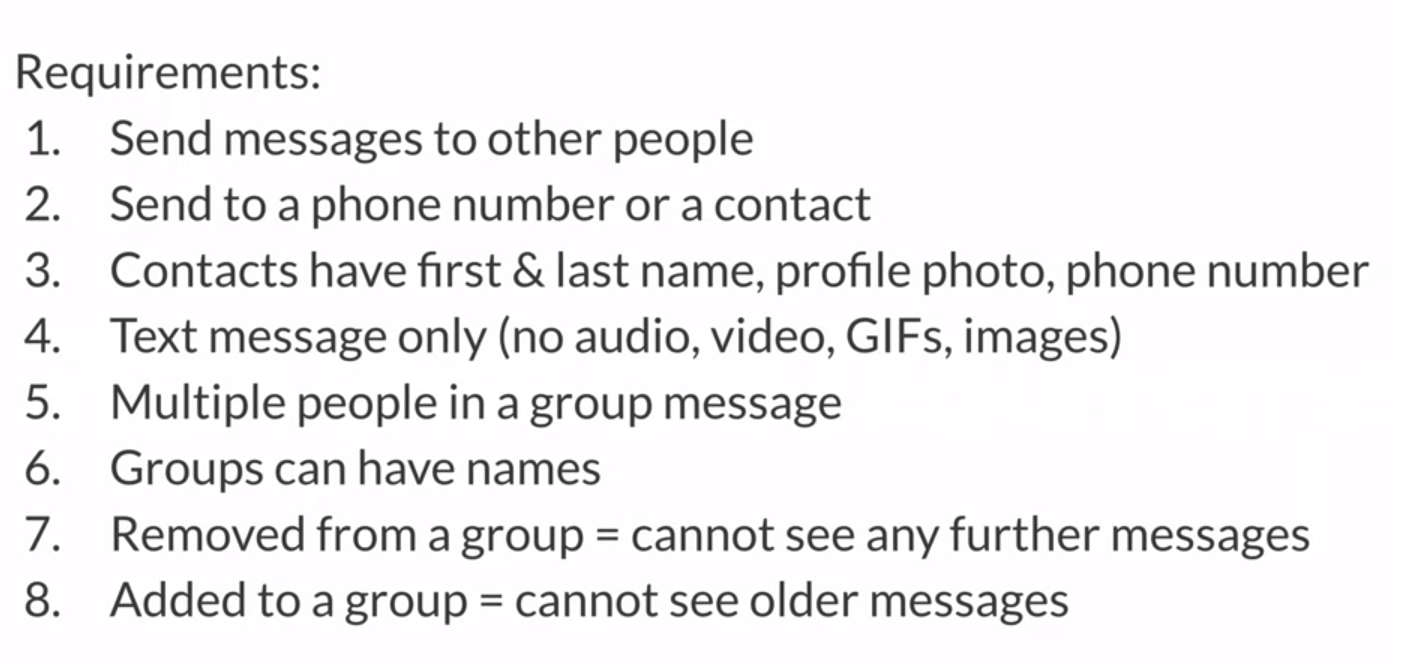 Requirements:
1. Send messages to other people
2. Send to a phone number or a contact
3. Contacts have first & last name, profile photo, phone number
4. Text message only (no audio, video, GIFs, images)
5. Multiple people in a group message
6. Groups can have names
7. Removed from a group = cannot see any further messages
8. Added to a group = cannot see older messages